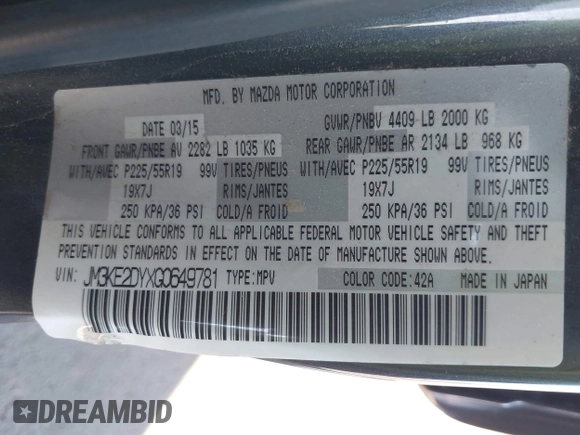 MFD. BY MAZDA MOTOR CORPORATION
DATE 03/15 GVWR/PNBV 4409 LB 2000 KG
FRONT GAWR/PNBE AV 2282 LB 1035 KG REAR GAWR/PNBE AR 2134 LB 968 KG
WITH/AVEC P225/55R19 99V TIRES/PNEUS WITH/AVEC P225/55R19 99V TIRES/PNEUS
19X7J RIMS/JANTES 19X7J RIMS/JANTES
250 KPA/36 PSI COLD/A FROID 250 KPA/36 PSI COLD/A FROID
THIS VEHICLE CONFORMS TO ALL APPLICABLE FEDERAL MOTOR VEHICLE SAFETY AND THEFT
PREVENTION STANDARDS IN EFFECT ON THE DATE OF MANUFACTURE SHOWN ABOVE.
VIN: JM3KE2DYXG0649781 TYPE:MPV COLOR CODE:42A MADE IN JAPAN
DREAMBID